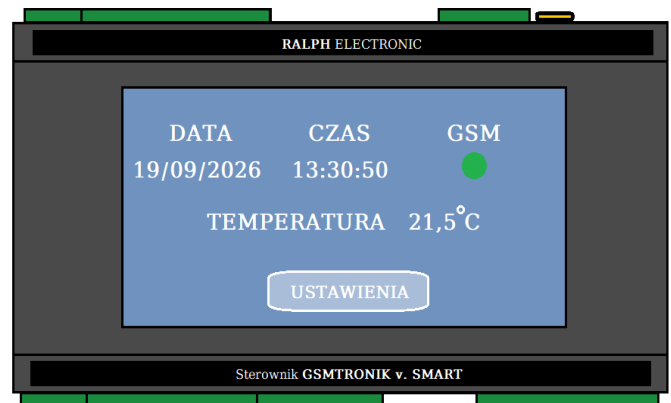 RALPH ELECTRONIC
DATA CZAS GSM
19/09/2026 13:30:50
TEMPERATURA 21,5°C
USTAWIENIA
Sterownik GSMTRONIK v. SMART